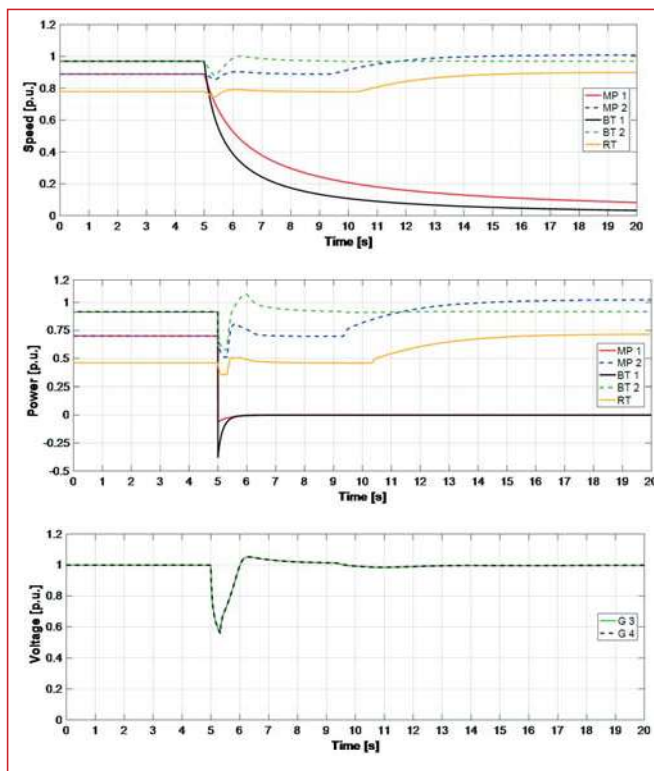 1.2
1
0.8
0.6
0.4
0.2
0
Speed [p.u.]
MP 1
MP 2
BT 1
BT 2
RT
0 1 2 3 4 5 6 7 8 9 10 11 12 13 14 15 16 17 18 19 20
Time [s]
1.2
1
0.75
0.5
0.25
0
-0.25
-0.5
Power [p.u.]
MP 1
MP 2
BT 1
BT 2
RT
0 1 2 3 4 5 6 7 8 9 10 11 12 13 14 15 16 17 18 19 20
Time [s]
1.2
1
0.8
0.6
0.4
0.2
0
Voltage [p.u.]
G 3
G 4
0 1 2 3 4 5 6 7 8 9 10 11 12 13 14 15 16 17 18 19 20
Time [s]